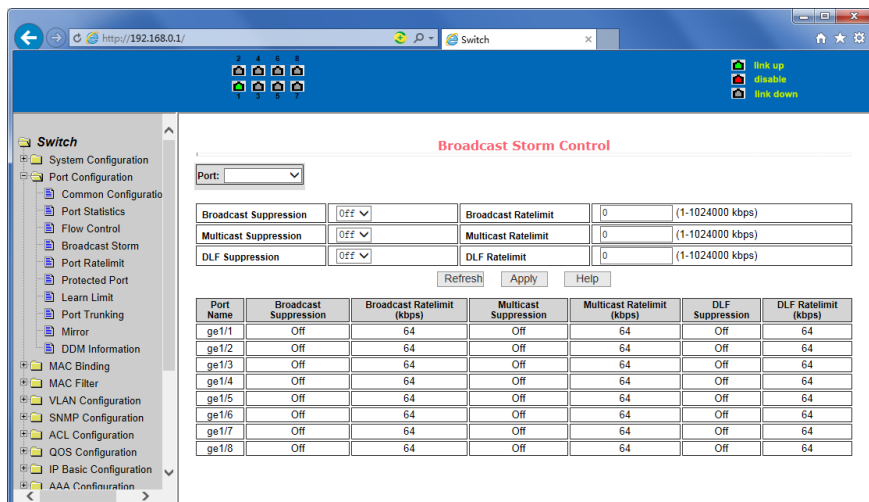 http://192.168.0.1/
Switch
2 4 6 8
1 3 5 7
link up
disable
link down
Switch
System Configuration
Port Configuration
Common Configuratio
Port Statistics
Flow Control
Broadcast Storm
Port Ratelimit
Protected Port
Learn Limit
Port Trunking
Mirror
DDM Information
MAC Binding
MAC Filter
VLAN Configuration
SNMP Configuration
ACL Configuration
QOS Configuration
IP Basic Configuration
AAA Configuration
Broadcast Storm Control
Port:
Broadcast Suppression Off Broadcast Ratelimit 0 (1-1024000 kbps)
Multicast Suppression Off Multicast Ratelimit 0 (1-1024000 kbps)
DLF Suppression Off DLF Ratelimit 0 (1-1024000 kbps)
Refresh Apply Help
Port Name Broadcast Suppression Broadcast Ratelimit (kbps) Multicast Suppression Multicast Ratelimit (kbps) DLF Suppression DLF Ratelimit (kbps)
ge1/1 Off 64 Off 64 Off 64
ge1/2 Off 64 Off 64 Off 64
ge1/3 Off 64 Off 64 Off 64
ge1/4 Off 64 Off 64 Off 64
ge1/5 Off 64 Off 64 Off 64
ge1/6 Off 64 Off 64 Off 64
ge1/7 Off 64 Off 64 Off 64
ge1/8 Off 64 Off 64 Off 64